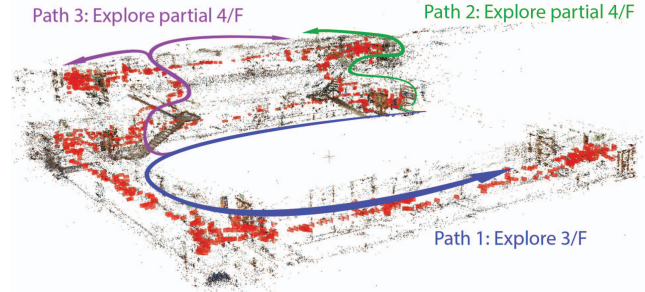 Path 3: Explore partial 4/F
Path 2: Explore partial 4/F
Path 1: Explore 3/F